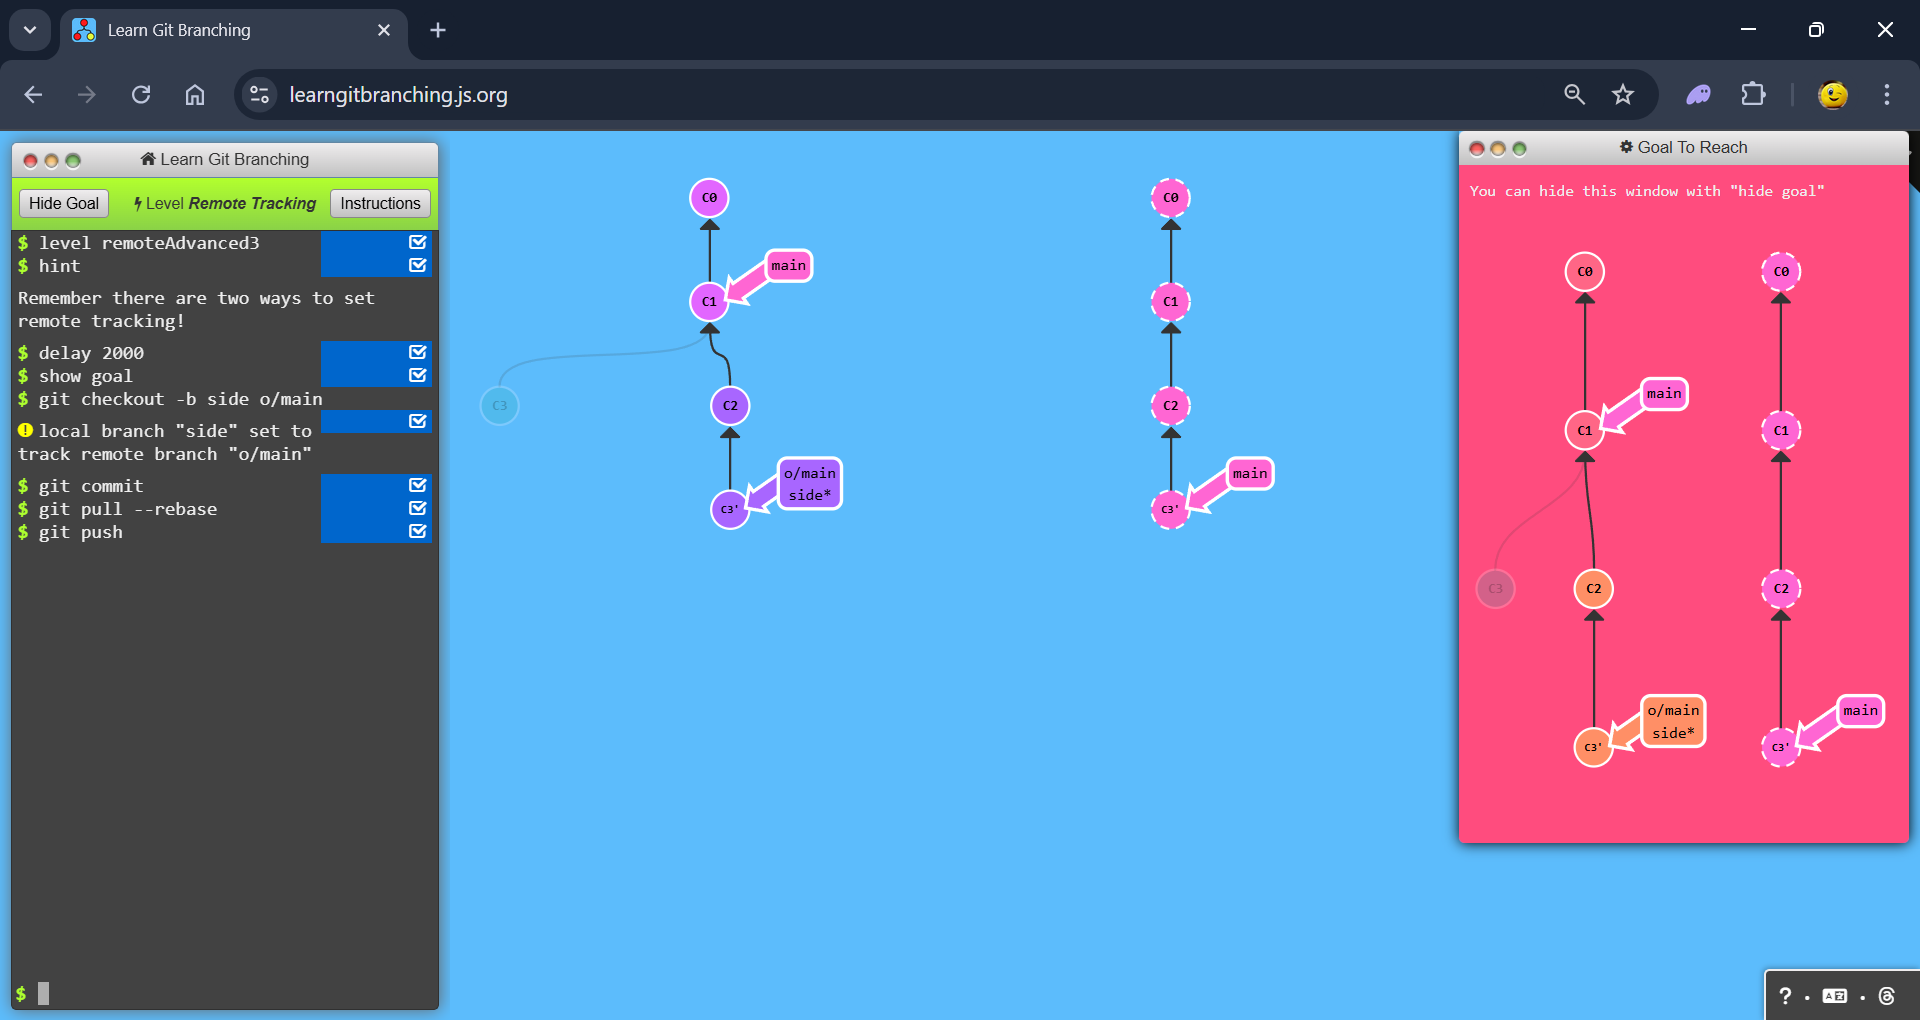 Learn Git Branching
learngitbranching.js.org
Learn Git Branching
Hide Goal
Level Remote Tracking
Instructions
$ level remoteAdvanced3
$ hint
Remember there are two ways to set
remote tracking!
$ delay 2000
$ show goal
$ git checkout -b side o/main
local branch "side" set to
track remote branch "o/main"
$ git commit
$ git pull --rebase
$ git push
$
C0
main
C1
C3
C2
o/main
side*
C3'
C0
C1
C2
main
C3'
Goal To Reach
You can hide this window with "hide goal"
C0
C0
main
C1
C1
C3
C2
C2
o/main
side*
main
C3'
C3'
?